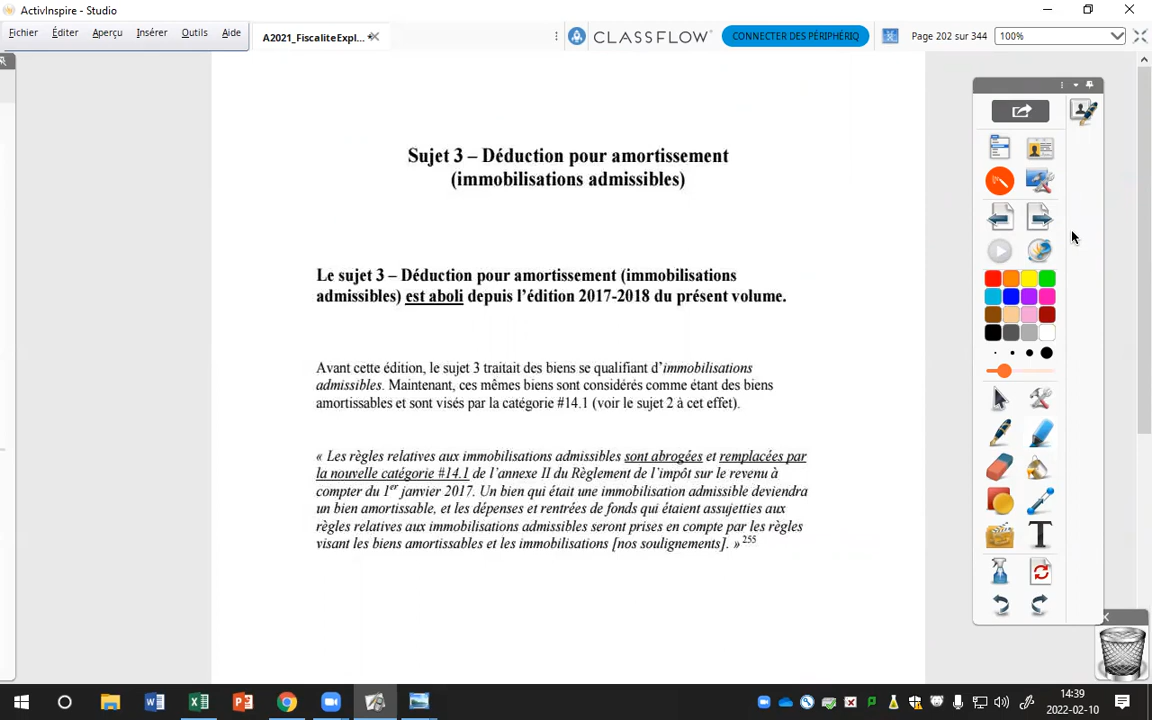 ActivInspire - Studio
Fichier Éditer Aperçu Insérer Outils Aide
A2021_FiscaliteExpl...
CLASSFLOW
CONNECTER DES PÉRIPHÉRIQ
Page 202 sur 344
100%
Sujet 3 – Déduction pour amortissement
(immobilisations admissibles)
Le sujet 3 – Déduction pour amortissement (immobilisations
admissibles) est aboli depuis l’édition 2017-2018 du présent volume.
Avant cette édition, le sujet 3 traitait des biens se qualifiant d’immobilisations
admissibles. Maintenant, ces mêmes biens sont considérés comme étant des biens
amortissables et sont visés par la catégorie #14.1 (voir le sujet 2 à cet effet).
« Les règles relatives aux immobilisations admissibles sont abrogées et remplacées par
la nouvelle catégorie #14.1 de l’annexe II du Règlement de l’impôt sur le revenu à
compter du 1er janvier 2017. Un bien qui était une immobilisation admissible deviendra
un bien amortissable, et les dépenses et rentrées de fonds qui étaient assujetties aux
règles relatives aux immobilisations admissibles seront prises en compte par les règles
visant les biens amortissables et les immobilisations [nos soulignements]. » 255
14:39
2022-02-10